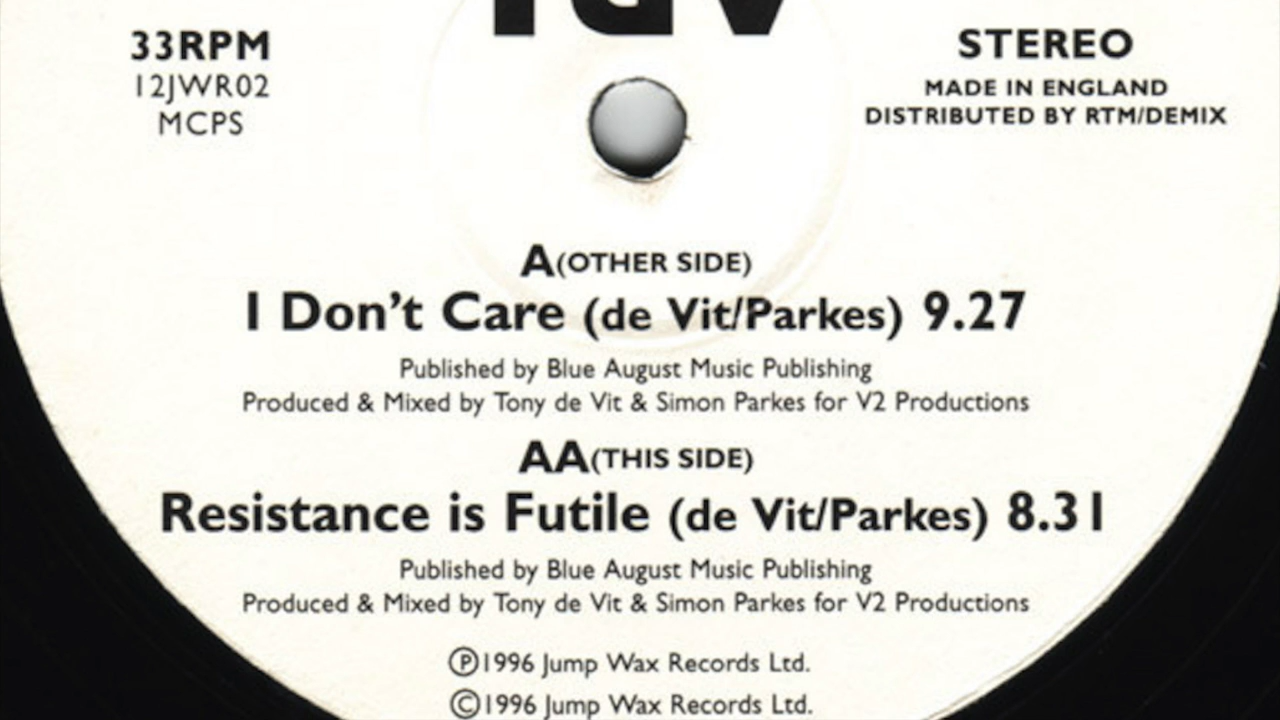 33RPM
12JWR02
MCPS
STEREO
MADE IN ENGLAND
DISTRIBUTED BY RTM/DEMIX
A(OTHER SIDE)
I Don't Care (de Vit/Parkes) 9.27
Published by Blue August Music Publishing
Produced & Mixed by Tony de Vit & Simon Parkes for V2 Productions
AA(THIS SIDE)
Resistance is Futile (de Vit/Parkes) 8.31
Published by Blue August Music Publishing
Produced & Mixed by Tony de Vit & Simon Parkes for V2 Productions
Ⓟ1996 Jump Wax Records Ltd.
©1996 Jump Wax Records Ltd.